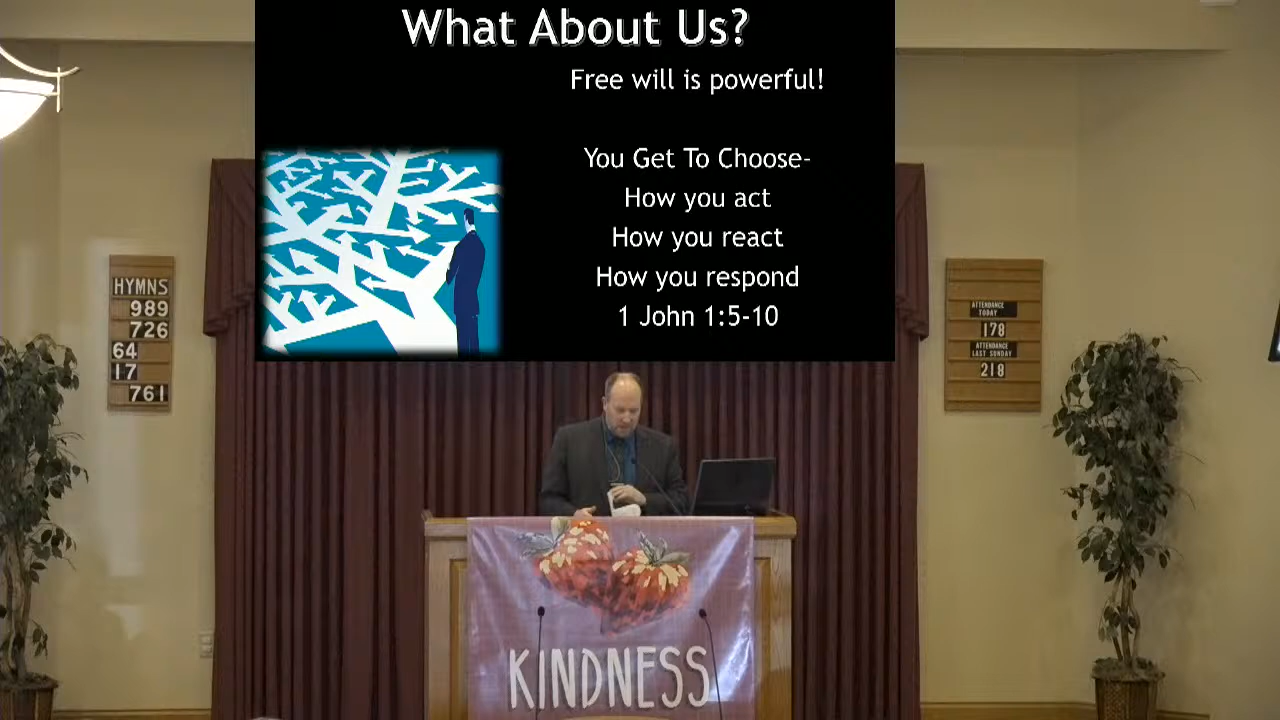 What About Us?
Free will is powerful!
You Get To Choose-
How you act
How you react
How you respond
1 John 1:5-10
HYMNS
989
726
64
17
761
ATTENDANCE
TODAY
178
ATTENDANCE
LAST SUNDAY
218
KINDNESS